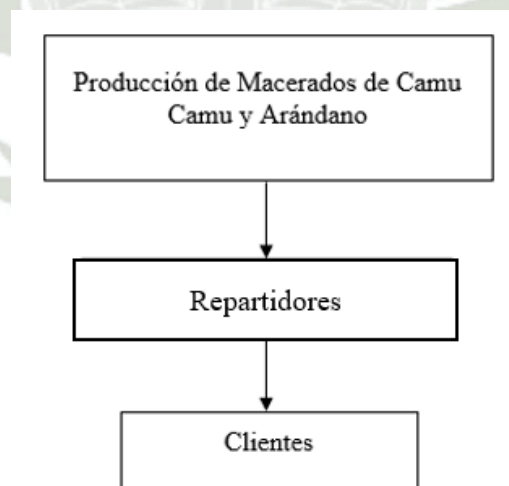 Producción de Macerados de Camu
Camu y Arándano
Repartidores
Clientes